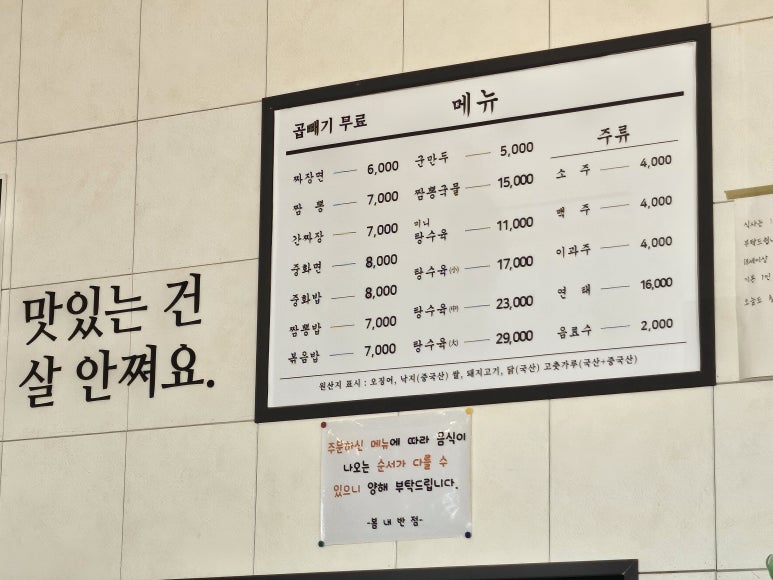 맛있는 건
살 안쪄요.
곱빼기 무료
메뉴
짜장면 6,000
짬 뽕 7,000
간짜장 7,000
중화면 8,000
중화밥 8,000
짬뽕밥 7,000
볶음밥 7,000
군만두 5,000
짬뽕국물 15,000
미니
탕수육 11,000
탕수육(小) 17,000
탕수육(中) 23,000
탕수육(大) 29,000
주류
소 주 4,000
맥 주 4,000
이과주 4,000
연 태 16,000
음료수 2,000
원산지 표시 : 오징어, 낙지(중국산) 쌀, 돼지고기, 닭(국산) 고춧가루(국산+중국산)
주문하신 메뉴에 따라 음식이
나오는 순서가 다를 수
있으니 양해 부탁드립니다.
-봄 내 반 점-
식사는
기본 1인